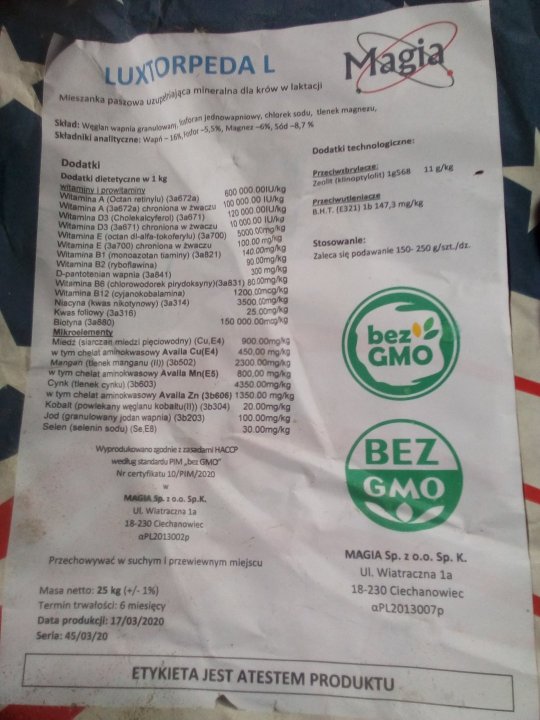 LUXTORPEDA L
Magia
Mieszanka paszowa uzupełniająca mineralna dla krów w laktacji
Skład: Węglan wapnia granulowany, fosforan jednowapniowy, chlorek sodu, tlenek magnezu,
Składniki analityczne: Wapń – 16%, Fosfor –5,5%, Magnez –6%, Sód –8,7 %
Dodatki
Dodatki dietetyczne w 1 kg
witaminy i prowitaminy
Witamina A (Octan retinylu) (3a672a) 600 000.00IU/kg
Witamina A (3a672a) chroniona w żwaczu 100 000.00 IU/kg
Witamina D3 (Cholekalcyferol) (3a671) 120 000.00IU/kg
Witamina D3 (3a671) chroniona w żwaczu 10 000.00 IU/kg
Witamina E (octan dl-alfa-tokoferylu) (3a700) 5000.00mg/kg
Witamina E (3a700) chroniona w żwaczu 100.00 mg/kg
Witamina B1 (monoazotan tiaminy) (3a821) 140.00mg/kg
Witamina B2 (ryboflawina) 90.00mg/kg
D-pantotenian wapnia (3a841) 300 mg/kg
Witamina B6 (chlorowodorek pirydoksyny)(3a831) 80.00mg/kg
Witamina B12 (cyjanokobalamina) 1200.00mcg/kg
Niacyna (kwas nikotynowy) (3a314) 3500.00mg/kg
Kwas foliowy (3a316) 25.00mg/kg
Biotyna (3a880) 150 000.00mcg/kg
Mikroelementy
Miedź (siarczan miedzi pięciowodny) (Cu,E4) 900.00mg/kg
w tym chelat aminokwasowy Availa Cu(E4) 450,00 mg/kg
Mangan (tlenek manganu (II)) (3b502) 2300.00mg/kg
w tym chelat aminokwasowy Availa Mn(E5) 800,00 mg/kg
Cynk (tlenek cynku) (3b603) 4350.00mg/kg
w tym chelat aminokwasowy Availa Zn (3b606) 1350.00 mg/kg
Kobalt (powlekany węglanu kobaltu(II)) (3b304) 20.00mg/kg
Jod (granulowany jodan wapnia) (3b203) 100.00mg/kg
Selen (selenin sodu) (Se,E8) 30.00mg/kg
Wyprodukowano zgodnie z zasadami HACCP
według standardu PIM „bez GMO"
Nr certyfikatu 10/PIM/2020
w
MAGIA Sp. z o.o. Sp.K.
Ul. Wiatraczna 1a
18-230 Ciechanowiec
αPL2013002p
Przechowywać w suchym i przewiewnym miejscu
Masa netto: 25 kg (+/- 1%)
Termin trwałości: 6 miesięcy
Data produkcji: 17/03/2020
Seria: 45/03/20
Dodatki technologiczne:
Przeciwzbrylacze:
Zeolit (klinoptylolit) 1g568 11 g/kg
Przeciwutleniacze
B.H.T. (E321) 1b 147,3 mg/kg
Stosowanie:
Zaleca się podawanie 150- 250 g/szt./dz.
bez
GMO
BEZ
GMO
MAGIA Sp. z o.o. Sp. K.
Ul. Wiatraczna 1a
18-230 Ciechanowiec
αPL2013007p
ETYKIETA JEST ATESTEM PRODUKTU